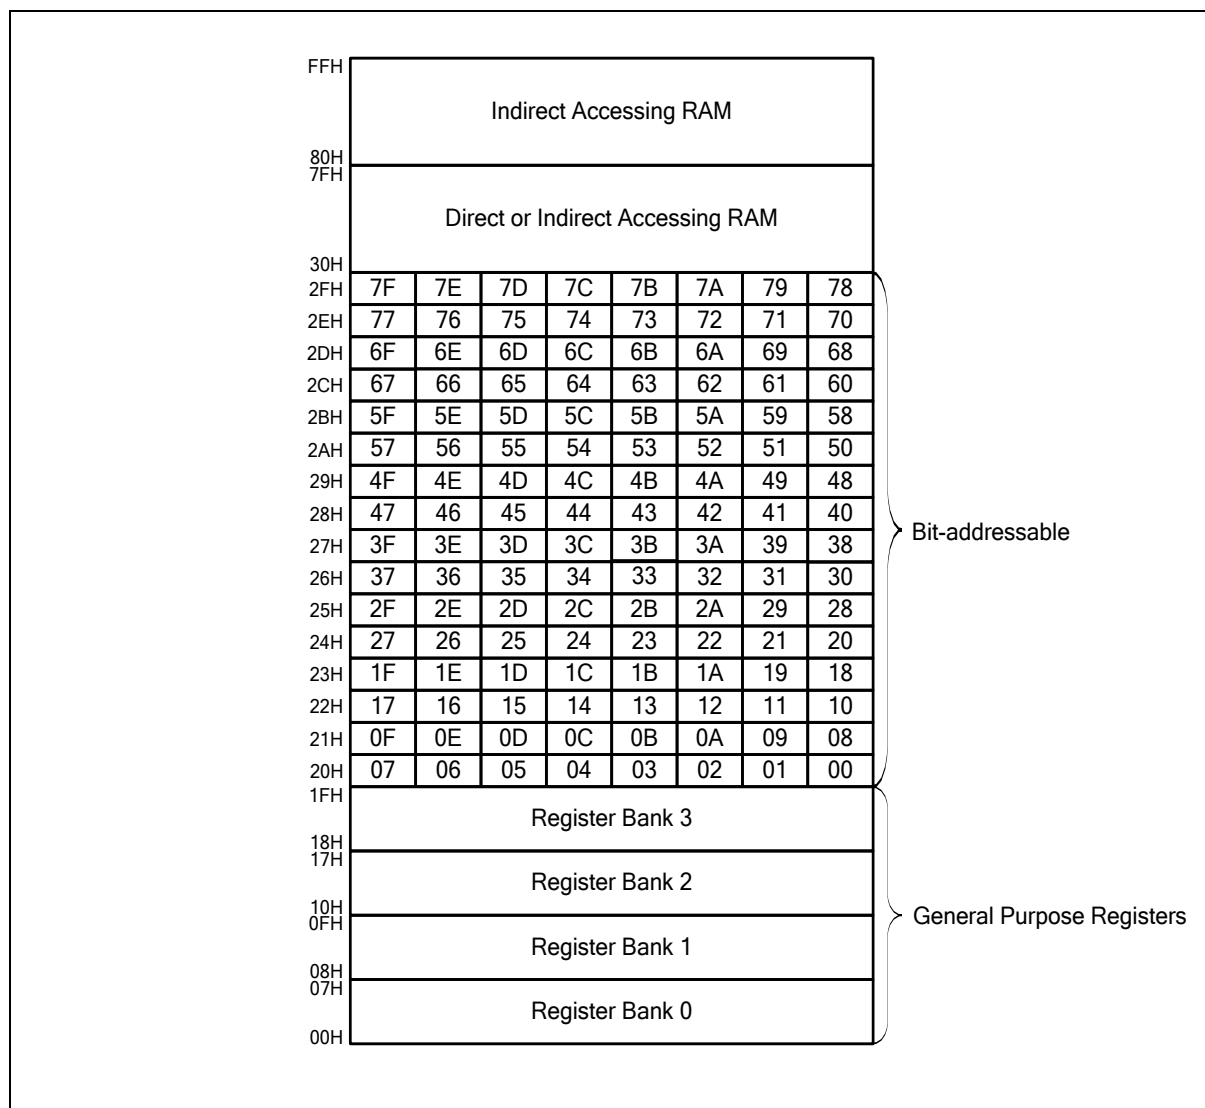 FFH
Indirect Accessing RAM
80H
7FH
Direct or Indirect Accessing RAM
30H
2FH 7F 7E 7D 7C 7B 7A 79 78
2EH 77 76 75 74 73 72 71 70
2DH 6F 6E 6D 6C 6B 6A 69 68
2CH 67 66 65 64 63 62 61 60
2BH 5F 5E 5D 5C 5B 5A 59 58
2AH 57 56 55 54 53 52 51 50
29H 4F 4E 4D 4C 4B 4A 49 48
28H 47 46 45 44 43 42 41 40
Bit-addressable
27H 3F 3E 3D 3C 3B 3A 39 38
26H 37 36 35 34 33 32 31 30
25H 2F 2E 2D 2C 2B 2A 29 28
24H 27 26 25 24 23 22 21 20
23H 1F 1E 1D 1C 1B 1A 19 18
22H 17 16 15 14 13 12 11 10
21H 0F 0E 0D 0C 0B 0A 09 08
20H 07 06 05 04 03 02 01 00
1FH
Register Bank 3
18H
17H
Register Bank 2
10H
0FH
General Purpose Registers
Register Bank 1
08H
07H
Register Bank 0
00H